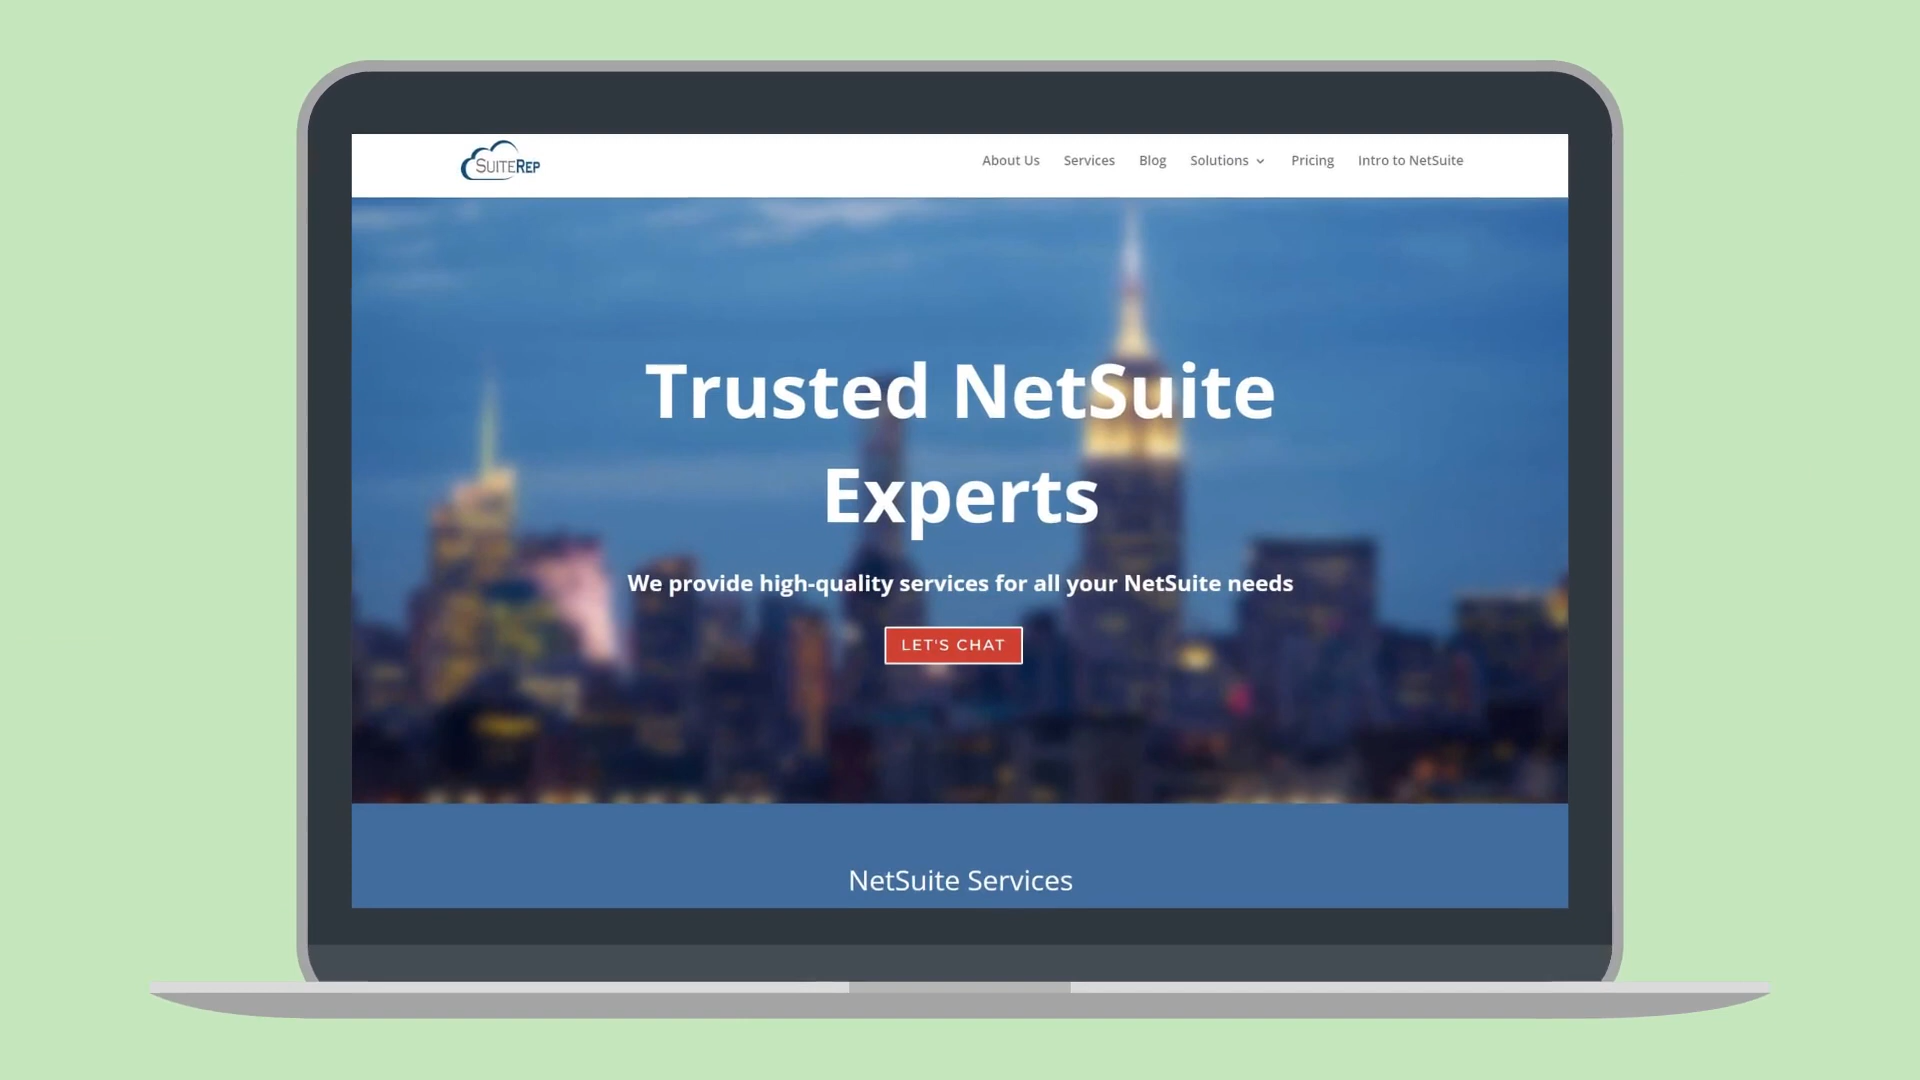 SUITEREP
About Us Services Blog Solutions Pricing Intro to NetSuite
Trusted NetSuite
Experts
We provide high-quality services for all your NetSuite needs
LET'S CHAT
NetSuite Services